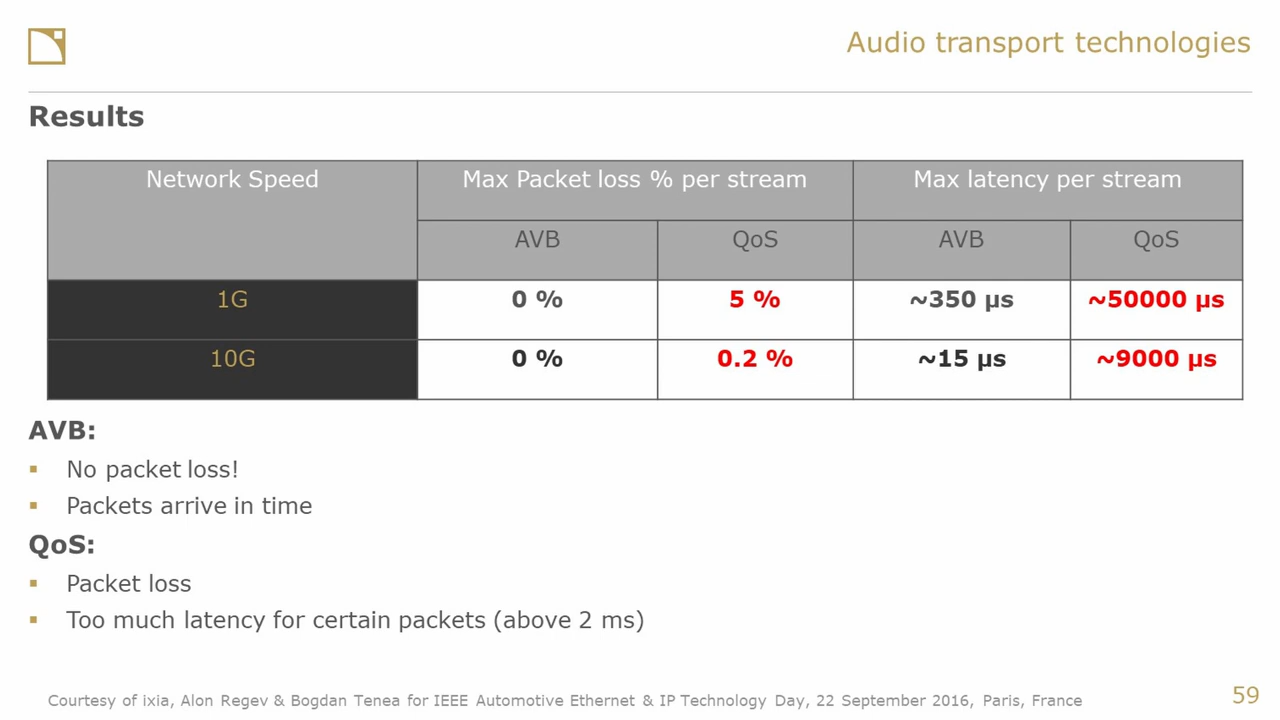 Audio transport technologies
Results
Network Speed Max Packet loss % per stream Max latency per stream
AVB QoS AVB QoS
1G 0 % 5 % ~350 µs ~50000 µs
10G 0 % 0.2 % ~15 µs ~9000 µs
AVB:
▪ No packet loss!
▪ Packets arrive in time
QoS:
▪ Packet loss
▪ Too much latency for certain packets (above 2 ms)
Courtesy of ixia, Alon Regev & Bogdan Tenea for IEEE Automotive Ethernet & IP Technology Day, 22 September 2016, Paris, France
59